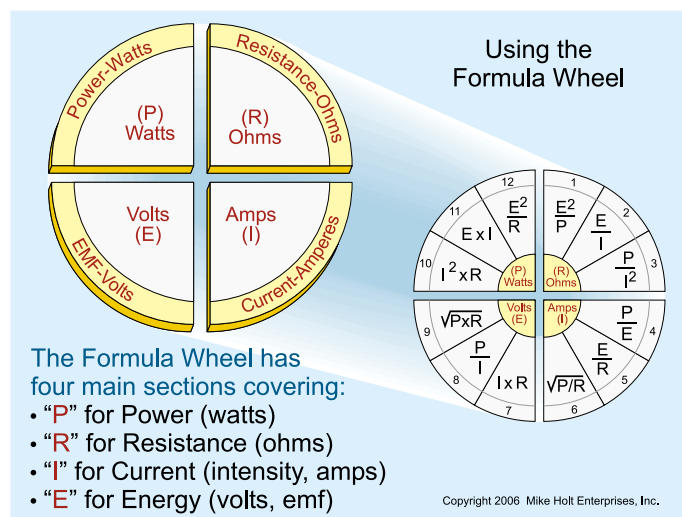 Using the
Formula Wheel
Power-Watts
Resistance-Ohms
(P)
Watts
(R)
Ohms
Volts
(E)
Amps
(I)
EMF-Volts
Current-Amperes
12
E²/R
11
E x I
10
I² x R
(P)
Watts
1
E²/P
2
E/I
3
P/I²
(R)
Ohms
9
√PxR
8
P/I
7
I x R
Volts
(E)
4
P/E
5
E/R
6
√P/R
Amps
(I)
The Formula Wheel has
four main sections covering:
• “P” for Power (watts)
• “R” for Resistance (ohms)
• “I” for Current (intensity, amps)
• “E” for Energy (volts, emf)
Copyright 2006 Mike Holt Enterprises, Inc.